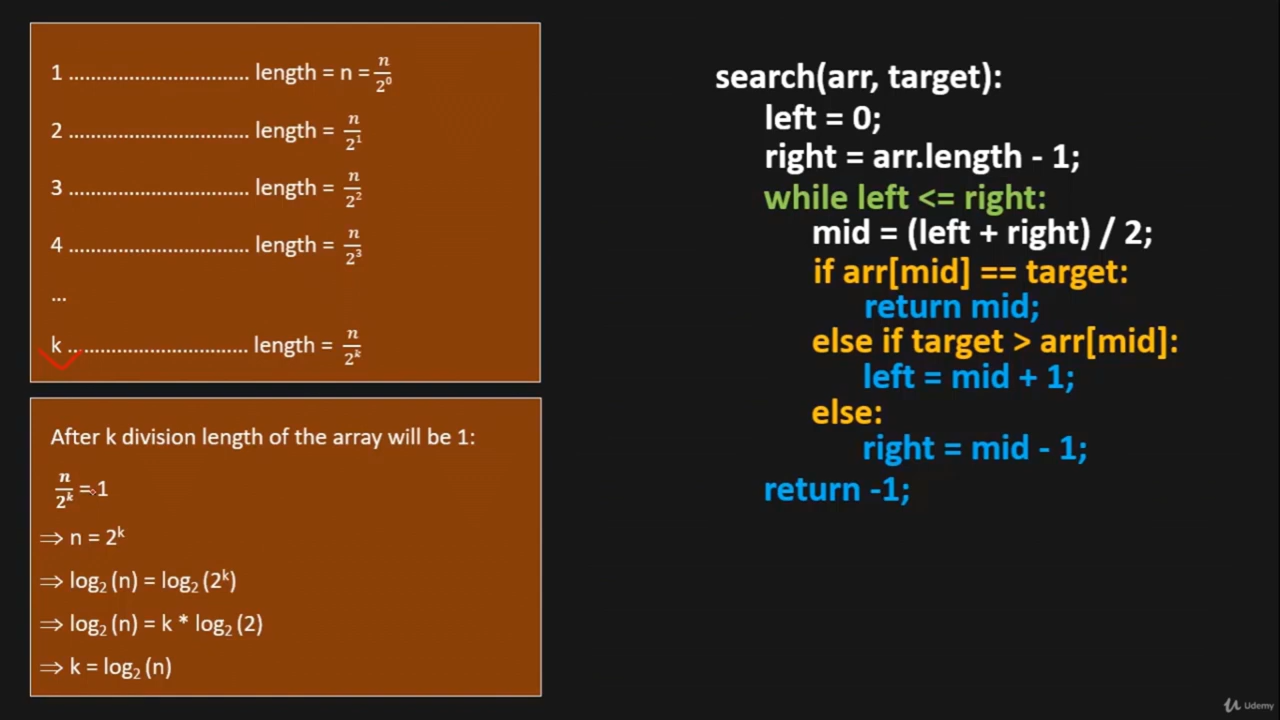 1 ................................. length = n = n/2⁰
2 ................................. length = n/2¹
3 ................................. length = n/2²
4 ................................. length = n/2³
...
k ................................. length = n/2ᵏ
After k division length of the array will be 1:
n/2ᵏ = 1
⇒ n = 2ᵏ
⇒ log₂ (n) = log₂ (2ᵏ)
⇒ log₂ (n) = k * log₂ (2)
⇒ k = log₂ (n)
search(arr, target):
left = 0;
right = arr.length - 1;
while left <= right:
mid = (left + right) / 2;
if arr[mid] == target:
return mid;
else if target > arr[mid]:
left = mid + 1;
else:
right = mid - 1;
return -1;
Udemy